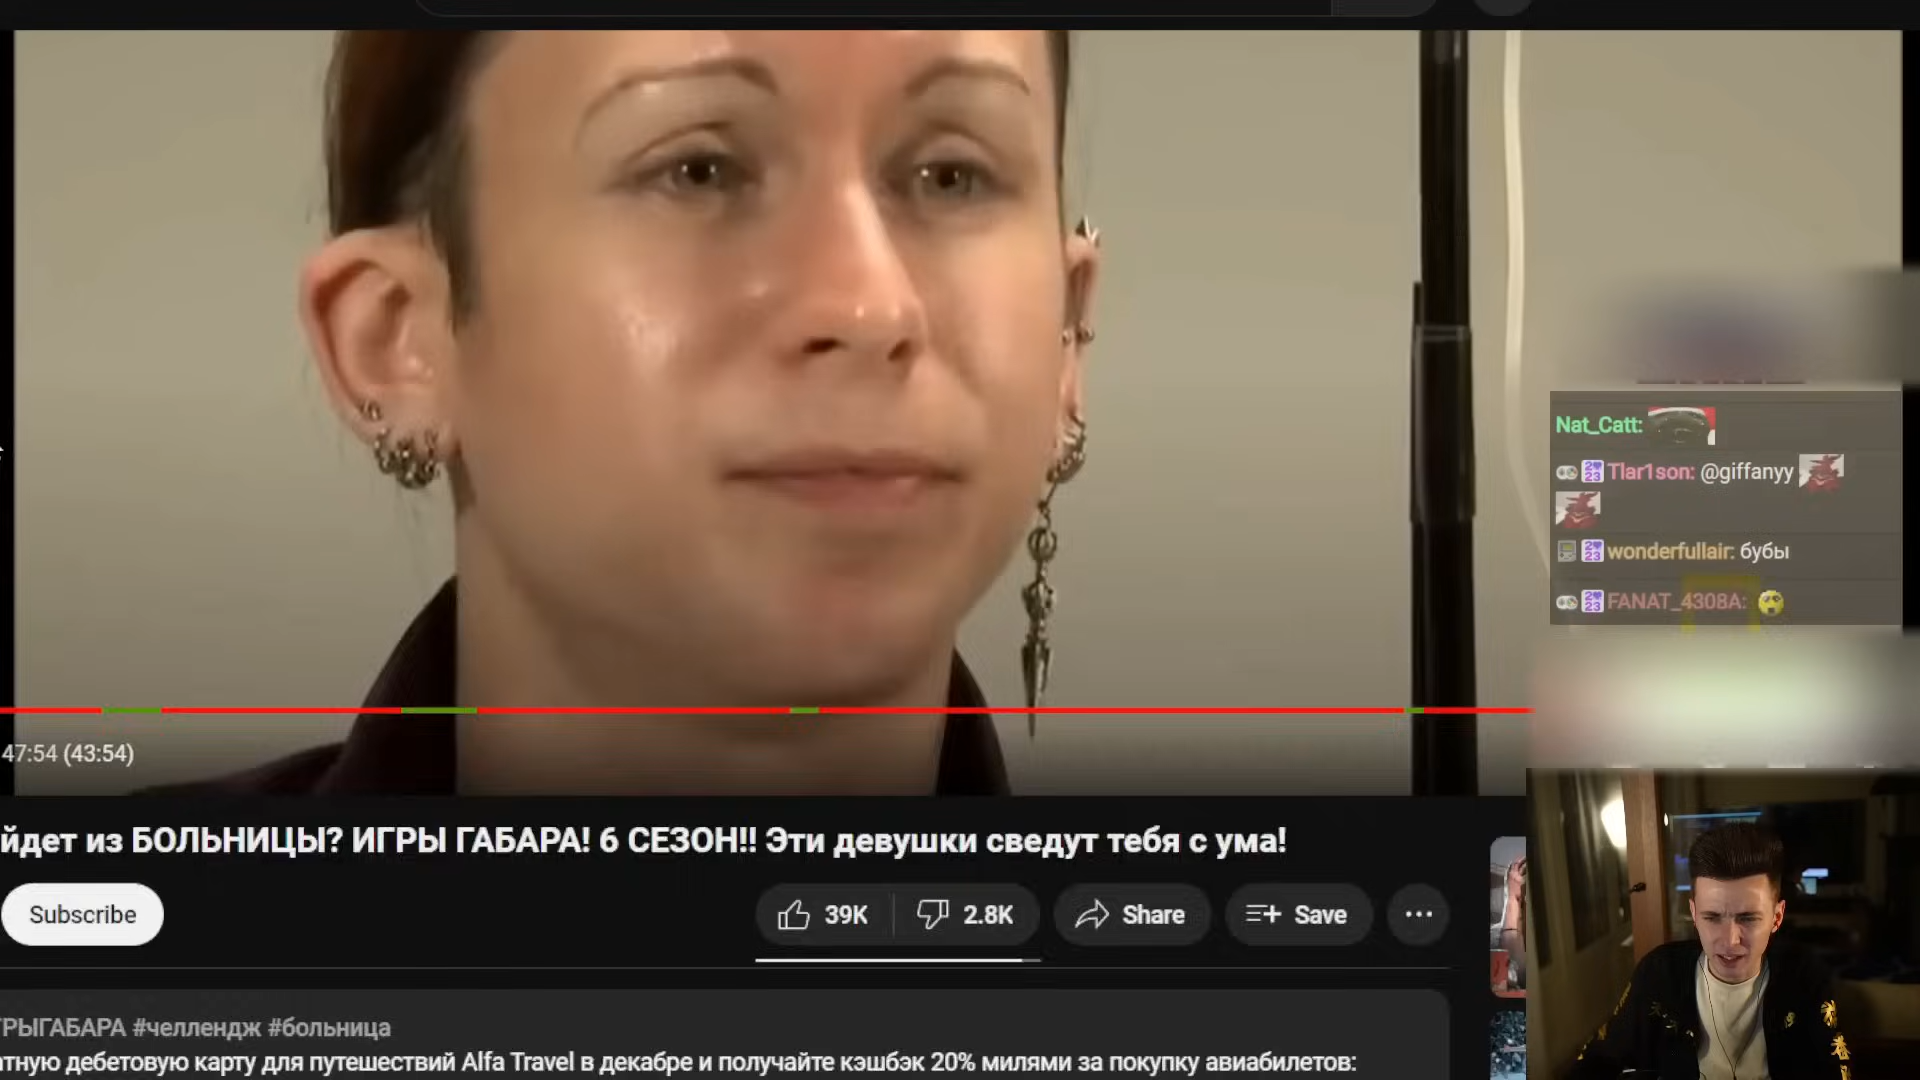 Nat_Catt:
Tlar1son: @giffanyy
wonderfullair: бубы
FANAT_4308A:
47:54 (43:54)
йдет из БОЛЬНИЦЫ? ИГРЫ ГАБАРА! 6 СЕЗОН!! Эти девушки сведут тебя с ума!
Subscribe
39K
2.8K
Share
Save
РЫГАБАРА #челлендж #больница
атную дебетовую карту для путешествий Alfa Travel в декабре и получайте кэшбэк 20% милями за покупку авиабилетов: